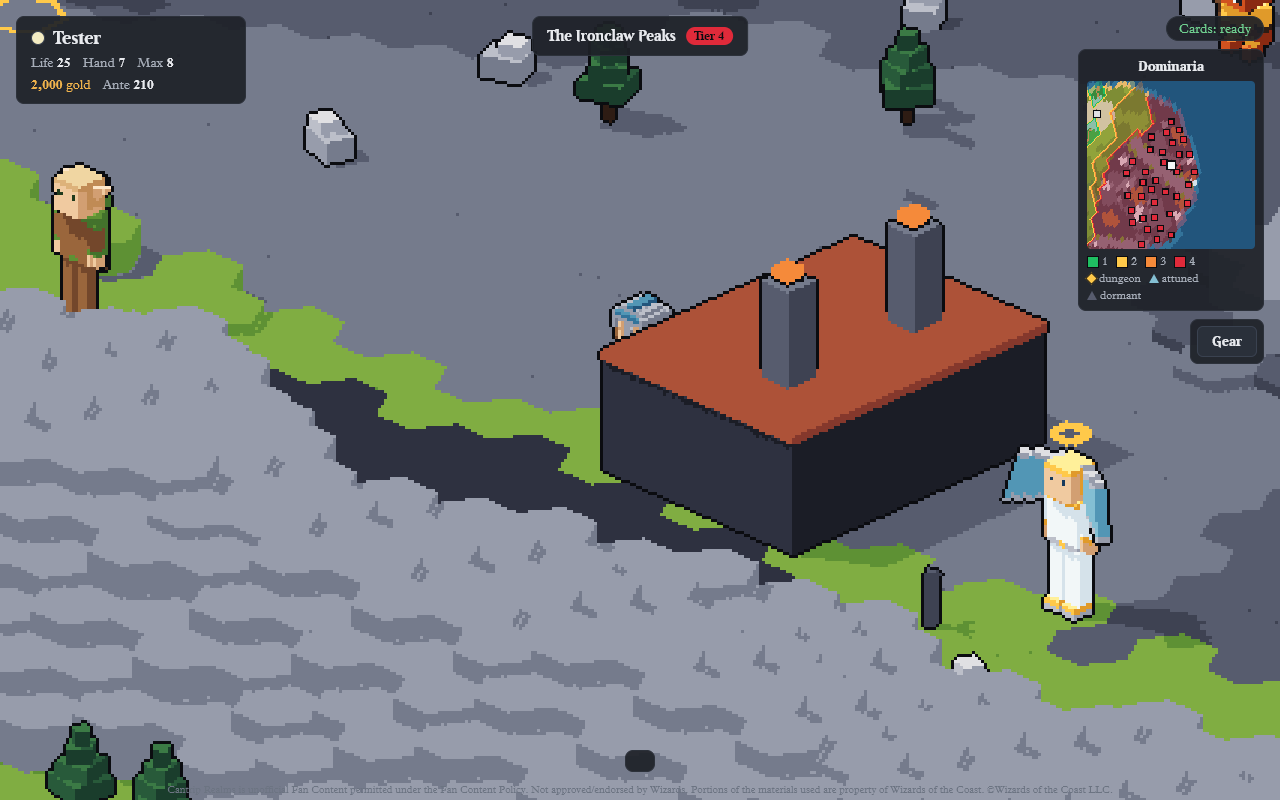 Tester
Life 25 Hand 7 Max 8
2,000 gold Ante 210
The Ironclaw Peaks Tier 4
Cards: ready
Dominaria
1 2 3 4
dungeon attuned
dormant
Gear
Fan Content permitted under the Fan Content Policy. Not approved/endorsed by Wizards. Portions of the materials used are property of Wizards of the Coast. ©Wizards of the Coast LLC.